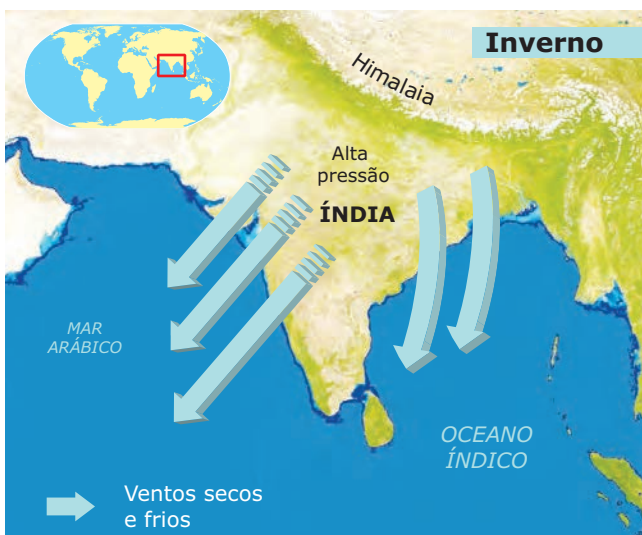 Inverno
Himalaia
Alta
pressão
ÍNDIA
MAR
ARÁBICO
OCEANO
ÍNDICO
Ventos secos
e frios